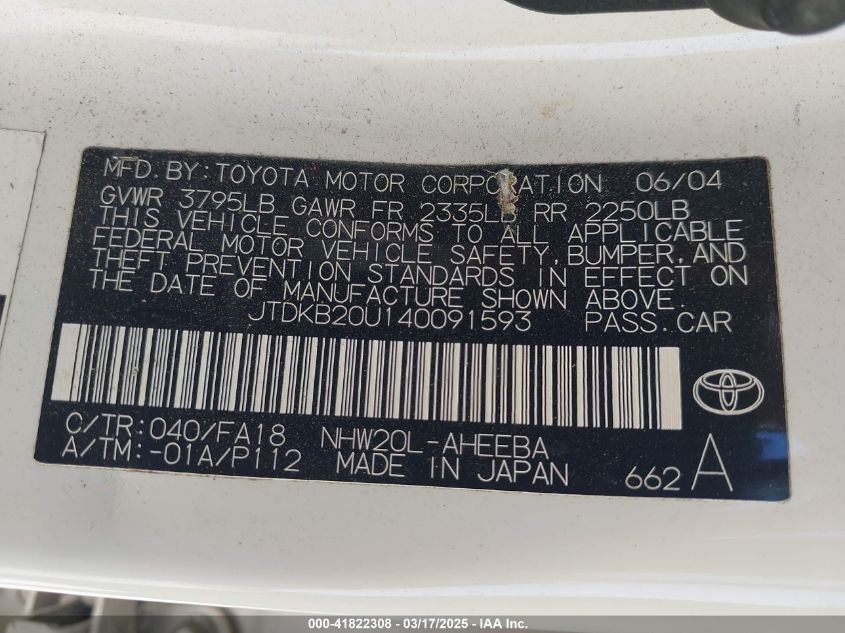 MFD. BY: TOYOTA MOTOR CORPORATION 06/04
GVWR 3795LB GAWR FR 2335LB RR 2250LB
THIS VEHICLE CONFORMS TO ALL APPLICABLE
FEDERAL MOTOR VEHICLE SAFETY, BUMPER, AND
THEFT PREVENTION STANDARDS IN EFFECT ON
THE DATE OF MANUFACTURE SHOWN ABOVE.
JTDKB20U140091593 PASS.CAR
C/TR: 040/FA18 NHW20L-AHEEBA
A/TM: -01A/P112 MADE IN JAPAN 662 A
000-41822308 - 03/17/2025 - IAA Inc.